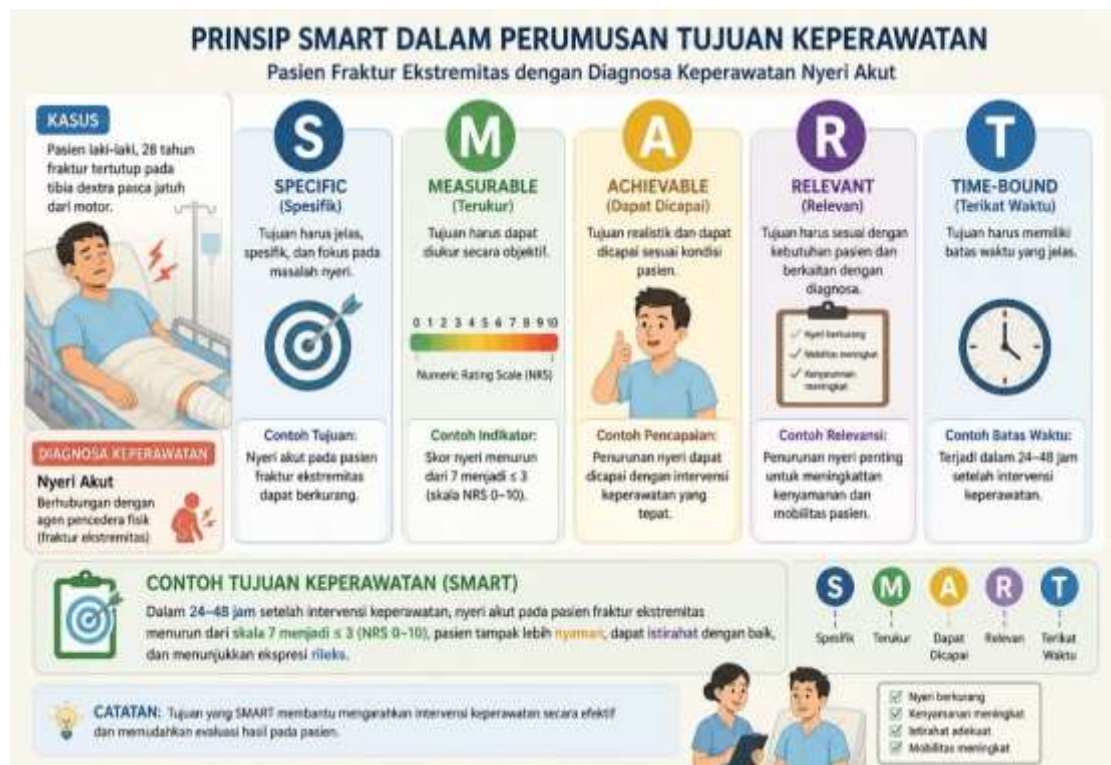 PRINSIP SMART DALAM PERUMUSAN TUJUAN KEPERAWATAN
Pasien Fraktur Ekstremitas dengan Diagnosa Keperawatan Nyeri Akut
KASUS
Pasien laki-laki, 28 tahun
fraktur tertutup pada
tibia dextra pasca jatuh
dari motor.
DIAGNOSA KEPERAWATAN
Nyeri Akut
Berhubungan dengan
agen pencedera fisik
(fraktur ekstremitas)
S
SPECIFIC
(Spesifik)
Tujuan harus jelas,
spesifik, dan fokus pada
masalah nyeri.
Contoh Tujuan:
Nyeri akut pada pasien
fraktur ekstremitas
dapat berkurang.
M
MEASURABLE
(Terukur)
Tujuan harus dapat
diukur secara objektif.
0 1 2 3 4 5 6 7 8 9 10
Numeric Rating Scale (NRS)
Contoh Indikator:
Skor nyeri menurun
dari 7 menjadi ≤ 3
(skala NRS 0–10).
A
ACHIEVABLE
(Dapat Dicapai)
Tujuan realistik dan dapat
dicapai sesuai kondisi
pasien.
Contoh Pencapaian:
Penurunan nyeri dapat
dicapai dengan intervensi
keperawatan yang
tepat.
R
RELEVANT
(Relevan)
Tujuan harus sesuai dengan
kebutuhan pasien dan
berkaitan dengan
diagnosa.
✓ Nyeri berkurang
✓ Mobilitas meningkat
✓ Kenyamanan
meningkat
Contoh Relevansi:
Penurunan nyeri penting
untuk meningkattan
kenyamanan dan
mobilitas pasien.
T
TIME-BOUND
(Terikat Waktu)
Tujuan harus memiliki
batas waktu yang jelas.
Contoh Batas Waktu:
Terjadi dalam 24–48 jam
setelah intervensi
keperawatan.
CONTOH TUJUAN KEPERAWATAN (SMART)
Dalam 24–48 jam setelah intervensi keperawatan, nyeri akut pada pasien fraktur ekstremitas
menurun dari skala 7 menjadi ≤ 3 (NRS 0–10), pasien tampak lebih nyaman, dapat istirahat dengan baik,
dan menunjukkan ekspresi rileks.
S M A R T
Spesifik Terukur Dapat Dicapai Relevan Terikat Waktu
CATATAN: Tujuan yang SMART membantu mengarahkan intervensi keperawatan secara efektif
dan memudahkan evaluasi hasil pada pasien.
Nyeri berkurang
Kenyamanan meningkat
Istirahat adekuat
Mobilitas meningkat